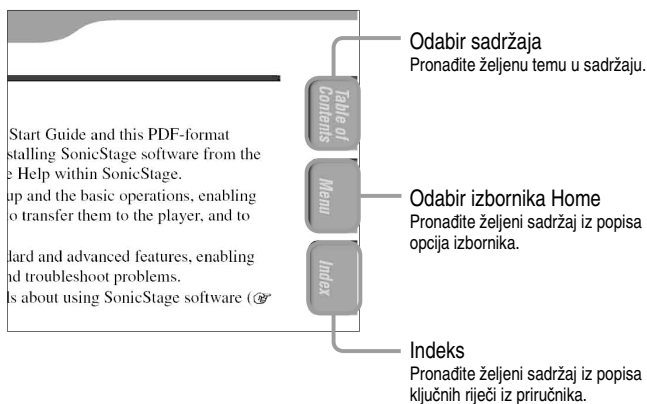 Odabir sadržaja
Pronađite željenu temu u sadržaju.
Table of
Contents
Start Guide and this PDF-format
stalling SonicStage software from the
e Help within SonicStage.
up and the basic operations, enabling
o transfer them to the player, and to
Menu
Odabir izbornika Home
Pronađite željeni sadržaj iz popisa
opcija izbornika.
dard and advanced features, enabling
nd troubleshoot problems.
ls about using SonicStage software (☞
Index
Indeks
Pronađite željeni sadržaj iz popisa
ključnih riječi iz priručnika.